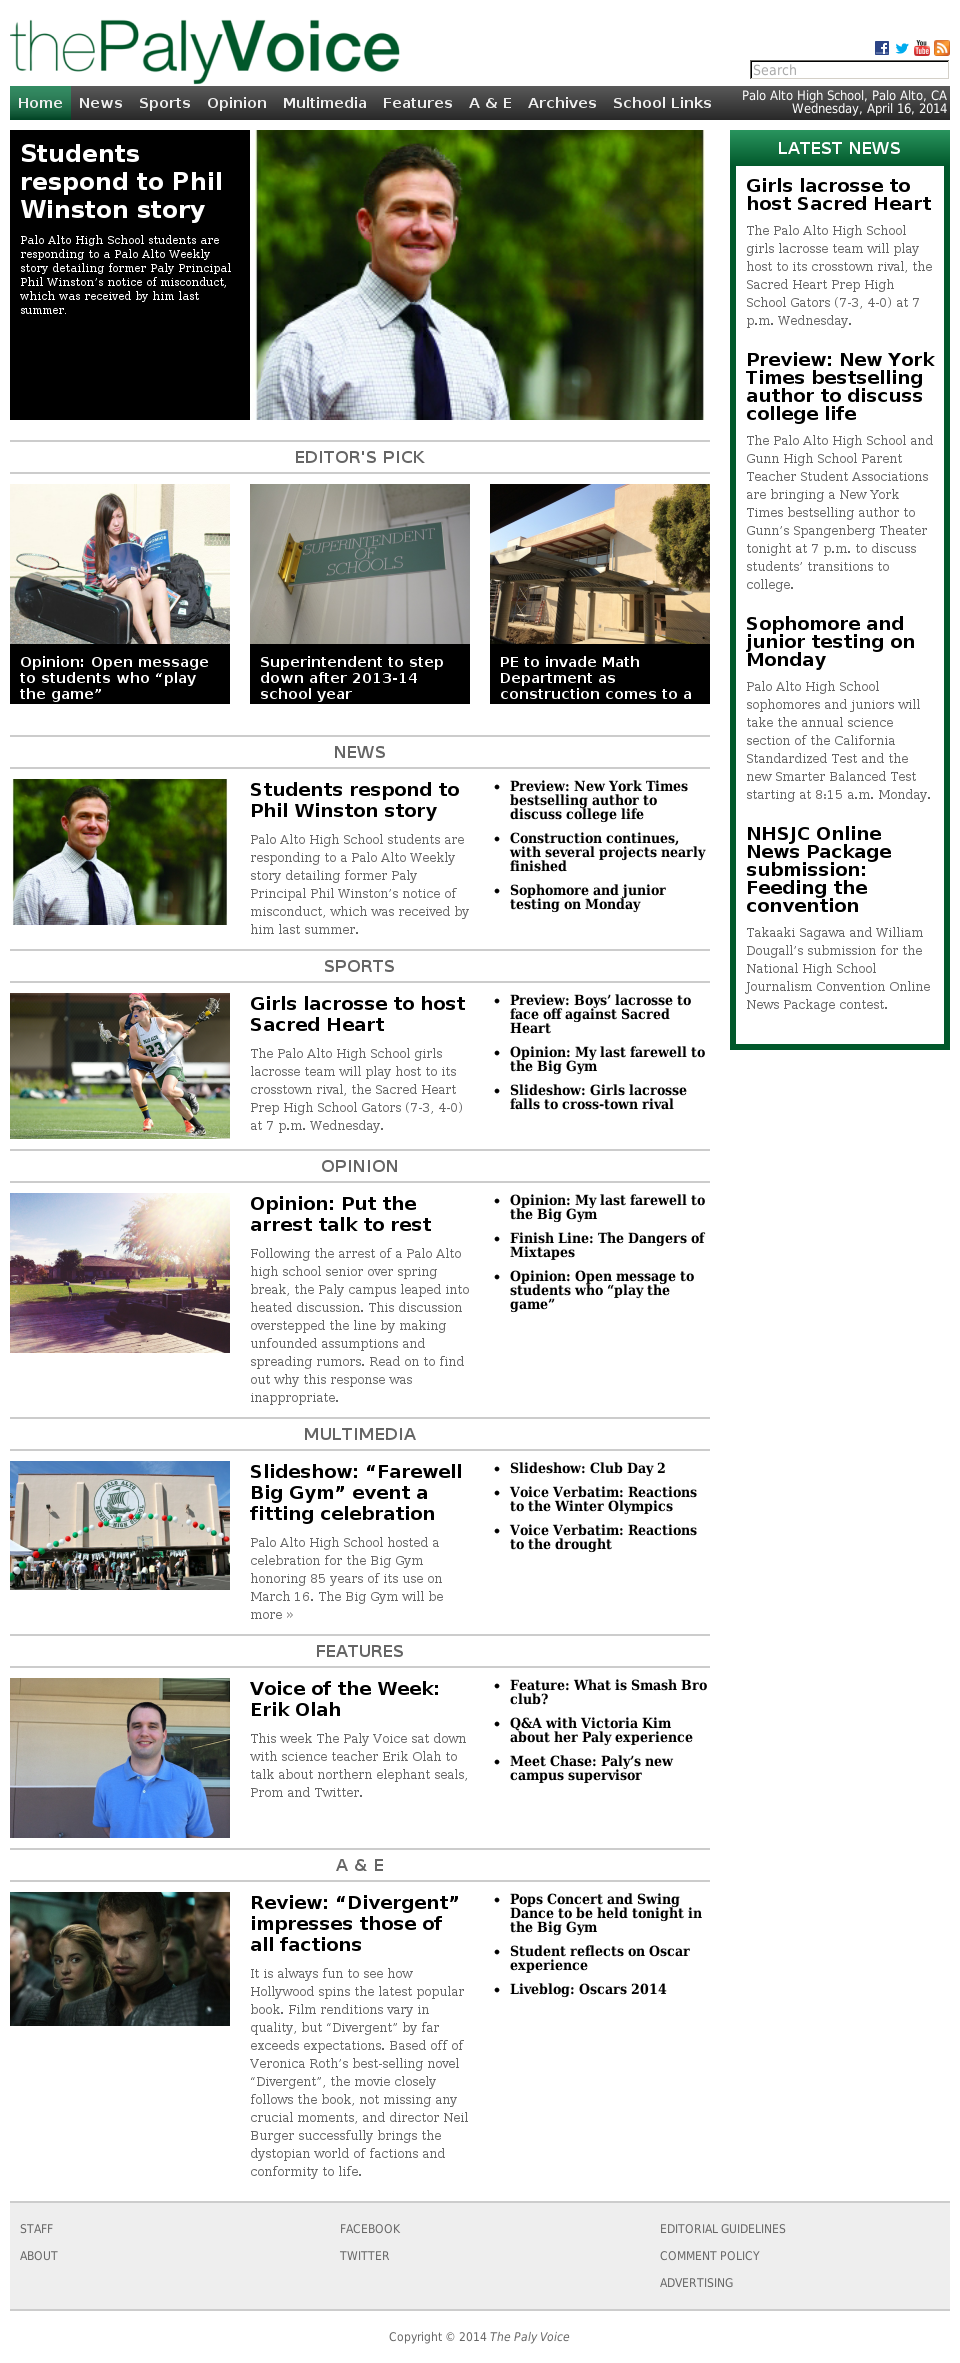 thePalyVoice
Search
Home News Sports Opinion Multimedia Features A & E Archives School Links
Palo Alto High School, Palo Alto, CA
Wednesday, April 16, 2014
Students
respond to Phil
Winston story
Palo Alto High School students are
responding to a Palo Alto Weekly
story detailing former Paly Principal
Phil Winston’s notice of misconduct,
which was received by him last
summer.
EDITOR'S PICK
SUPERINTENDENT
OF
SCHOOLS
Opinion: Open message
to students who “play
the game”
Superintendent to step
down after 2013-14
school year
PE to invade Math
Department as
construction comes to a
NEWS
Students respond to
Phil Winston story
Palo Alto High School students are
responding to a Palo Alto Weekly
story detailing former Paly
Principal Phil Winston’s notice of
misconduct, which was received by
him last summer.
• Preview: New York Times
bestselling author to
discuss college life
• Construction continues,
with several projects nearly
finished
• Sophomore and junior
testing on Monday
SPORTS
23
Girls lacrosse to host
Sacred Heart
The Palo Alto High School girls
lacrosse team will play host to its
crosstown rival, the Sacred Heart
Prep High School Gators (7-3, 4-0)
at 7 p.m. Wednesday.
• Preview: Boys’ lacrosse to
face off against Sacred
Heart
• Opinion: My last farewell to
the Big Gym
• Slideshow: Girls lacrosse
falls to cross-town rival
OPINION
Opinion: Put the
arrest talk to rest
Following the arrest of a Palo Alto
high school senior over spring
break, the Paly campus leaped into
heated discussion. This discussion
overstepped the line by making
unfounded assumptions and
spreading rumors. Read on to find
out why this response was
inappropriate.
• Opinion: My last farewell to
the Big Gym
• Finish Line: The Dangers of
Mixtapes
• Opinion: Open message to
students who “play the
game”
MULTIMEDIA
PALO ALTO
SENIOR HIGH SCHOOL
Slideshow: “Farewell
Big Gym” event a
fitting celebration
Palo Alto High School hosted a
celebration for the Big Gym
honoring 85 years of its use on
March 16. The Big Gym will be
more »
• Slideshow: Club Day 2
• Voice Verbatim: Reactions
to the Winter Olympics
• Voice Verbatim: Reactions
to the drought
FEATURES
Voice of the Week:
Erik Olah
This week The Paly Voice sat down
with science teacher Erik Olah to
talk about northern elephant seals,
Prom and Twitter.
• Feature: What is Smash Bro
club?
• Q&A with Victoria Kim
about her Paly experience
• Meet Chase: Paly’s new
campus supervisor
A & E
Review: “Divergent”
impresses those of
all factions
It is always fun to see how
Hollywood spins the latest popular
book. Film renditions vary in
quality, but “Divergent” by far
exceeds expectations. Based off of
Veronica Roth’s best-selling novel
“Divergent”, the movie closely
follows the book, not missing any
crucial moments, and director Neil
Burger successfully brings the
dystopian world of factions and
conformity to life.
• Pops Concert and Swing
Dance to be held tonight in
the Big Gym
• Student reflects on Oscar
experience
• Liveblog: Oscars 2014
LATEST NEWS
Girls lacrosse to
host Sacred Heart
The Palo Alto High School
girls lacrosse team will play
host to its crosstown rival, the
Sacred Heart Prep High
School Gators (7-3, 4-0) at 7
p.m. Wednesday.
Preview: New York
Times bestselling
author to discuss
college life
The Palo Alto High School and
Gunn High School Parent
Teacher Student Associations
are bringing a New York
Times bestselling author to
Gunn’s Spangenberg Theater
tonight at 7 p.m. to discuss
students’ transitions to
college.
Sophomore and
junior testing on
Monday
Palo Alto High School
sophomores and juniors will
take the annual science
section of the California
Standardized Test and the
new Smarter Balanced Test
starting at 8:15 a.m. Monday.
NHSJC Online
News Package
submission:
Feeding the
convention
Takaaki Sagawa and William
Dougall’s submission for the
National High School
Journalism Convention Online
News Package contest.
STAFF
ABOUT
FACEBOOK
TWITTER
EDITORIAL GUIDELINES
COMMENT POLICY
ADVERTISING
Copyright © 2014 The Paly Voice